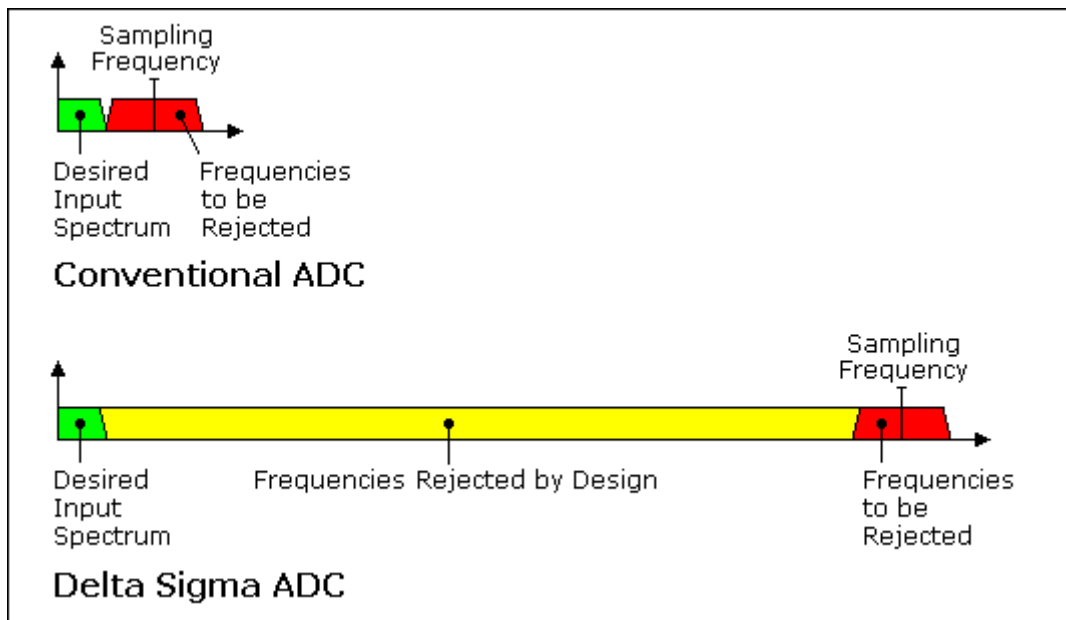 Sampling
Frequency
Desired
Input
Spectrum
Frequencies
to be
Rejected
Conventional ADC
Sampling
Frequency
Desired
Input
Spectrum
Frequencies Rejected by Design
Frequencies
to be
Rejected
Delta Sigma ADC